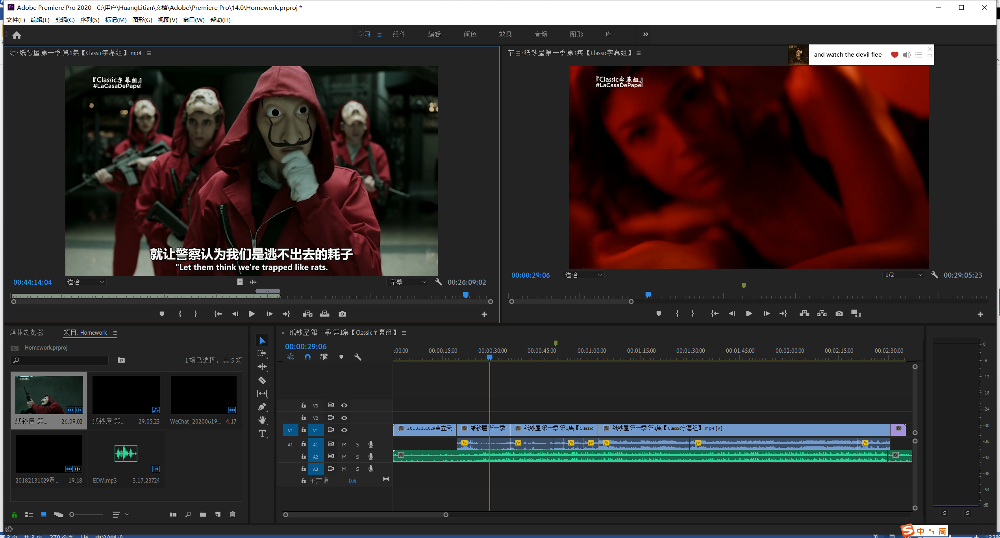 Adobe Premiere Pro 2020 - C:\用户\HuangLitian\文档\Adobe\Premiere Pro\14.0\Homework.prproj *
文件(F) 编辑(E) 剪辑(C) 序列(S) 标记(M) 图形(G) 视图(V) 窗口(W) 帮助(H)
学习 组件 编辑 颜色 效果 音频 图形 库
源: 纸钞屋 第一季 第1集【Classic字幕组】.mp4
节目: 纸钞屋 第一季 第1集【Classic字幕组】
and watch the devil flee
『Classic字幕组』
#LaCasaDePapel
就让警察认为我们是逃不出去的耗子
"Let them think we're trapped like rats.
『Classic字幕组』
#LaCasaDePapel
00:44:14:04 适合 完整 00:26:09:02
00:00:29:06 适合 1/2 00:29:05:23
媒体浏览器 项目: Homework
Homework.prproj
1项已选择，共 5 项
纸钞屋 第... 26:09:02
纸钞屋 第... 29:05:23
WeChat_20200619... 4:17
20182131029黄... 19:18
EDM.mp3 3:17:23724
× 纸钞屋 第一季 第1集【Classic字幕组】
00:00:29:06
:00:00 00:00:15:00 00:00:30:00 00:00:45:00 00:01:00:00 00:01:15:00 00:01:30:00 00:01:45:00 00:02:00:00 00:02:15:00 00:02:30:00
V3
V2
V1 V1
fx 20182131029黄立天 fx 纸钞屋 第一季 fx 纸钞屋 第一季 第1集【Classic fx 纸钞屋 第一季 第1集【Classic字幕组】.mp4 [V] fx
A1 A1 M S fx fx fx fx fx fx fx
A2 M S fx fx
A3 M S
主声道 -0.6
0
-6
-12
-18
-24
-30
-36
-42
-48
-54
dB
S S
中 °, 简
第 3 页，共 3 页 270 个字 中文(中国) 132%